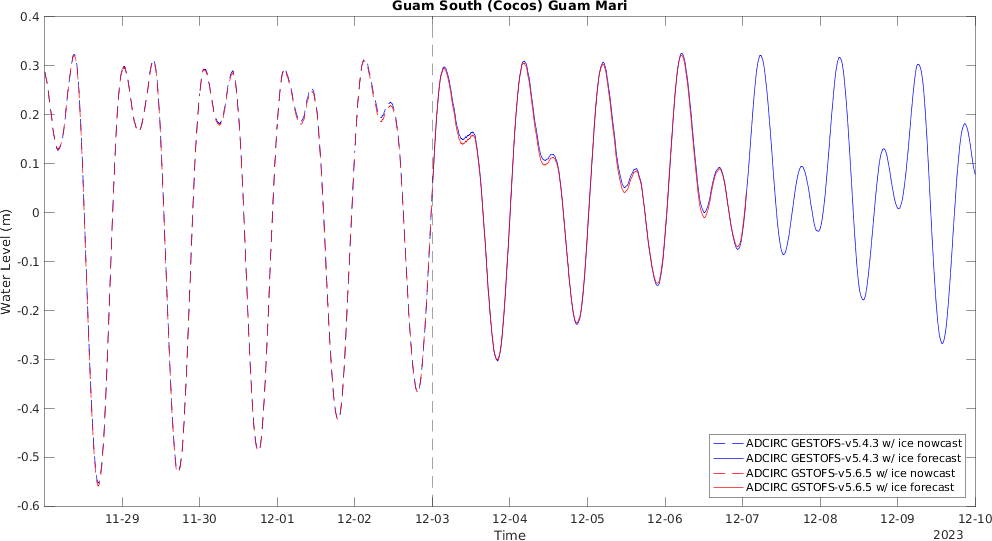 Guam South (Cocos) Guam Mari
0.4
0.3
0.2
0.1
0
-0.1
-0.2
-0.3
-0.4
-0.5
-0.6
Water Level (m)
ADCIRC GESTOFS-v5.4.3 w/ ice nowcast
ADCIRC GESTOFS-v5.4.3 w/ ice forecast
ADCIRC GSTOFS-v5.6.5 w/ ice nowcast
ADCIRC GSTOFS-v5.6.5 w/ ice forecast
11-29 11-30 12-01 12-02 12-03 12-04 12-05 12-06 12-07 12-08 12-09 12-10
Time
2023